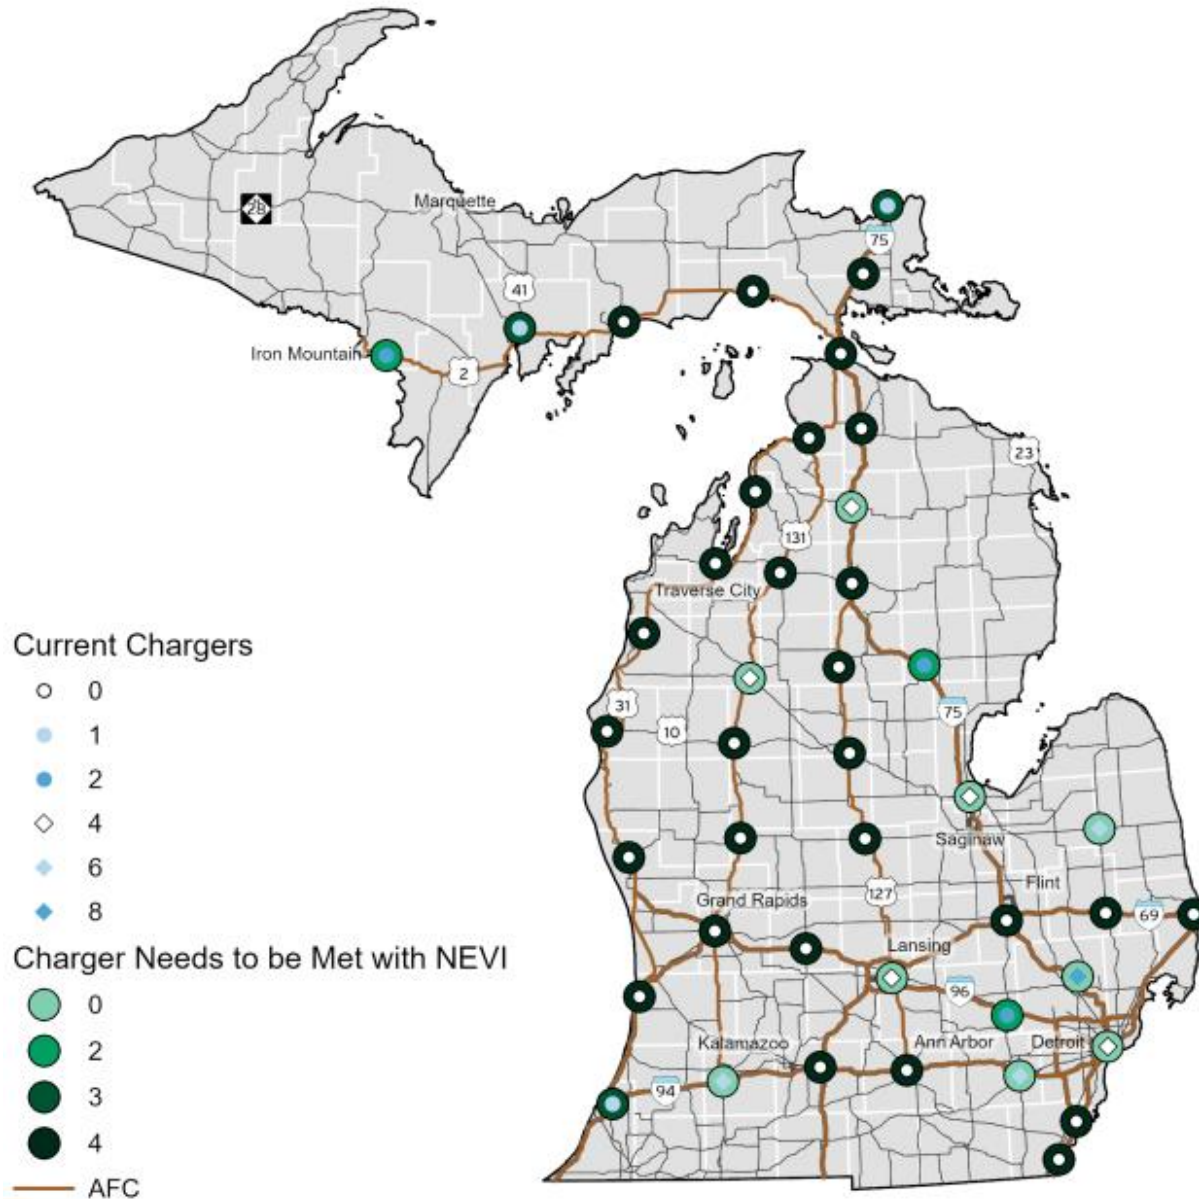 Marquette
28
75
41
Iron Mountain
2
23
131
Traverse City
Current Chargers
0
1
31
75
2
10
4
6
Saginaw
8
Flint
127
Grand Rapids
69
Charger Needs to be Met with NEVI
Lansing
0
96
2
Kalamazoo
Ann Arbor
Detroit
3
94
4
AFC